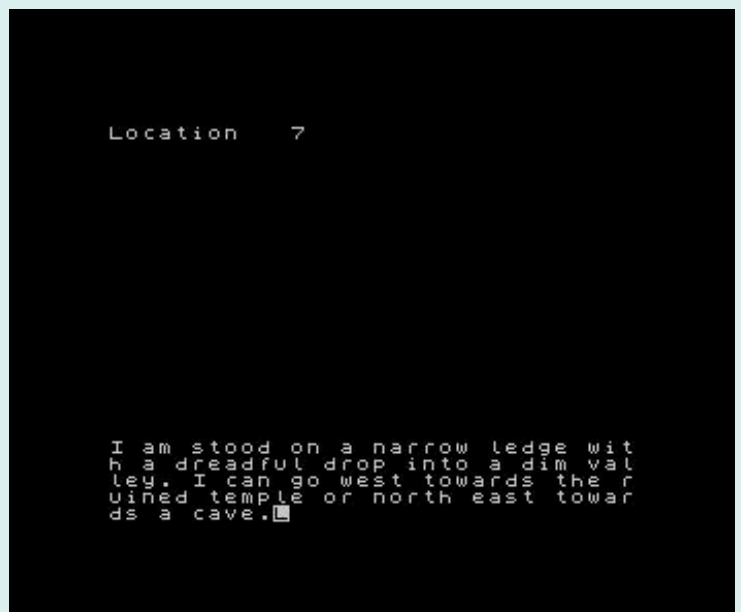 Location   7
I am stood on a narrow ledge wit
h a dreadful drop into a dim val
ley. I can go west towards the r
uined temple or north east towar
ds a cave.L